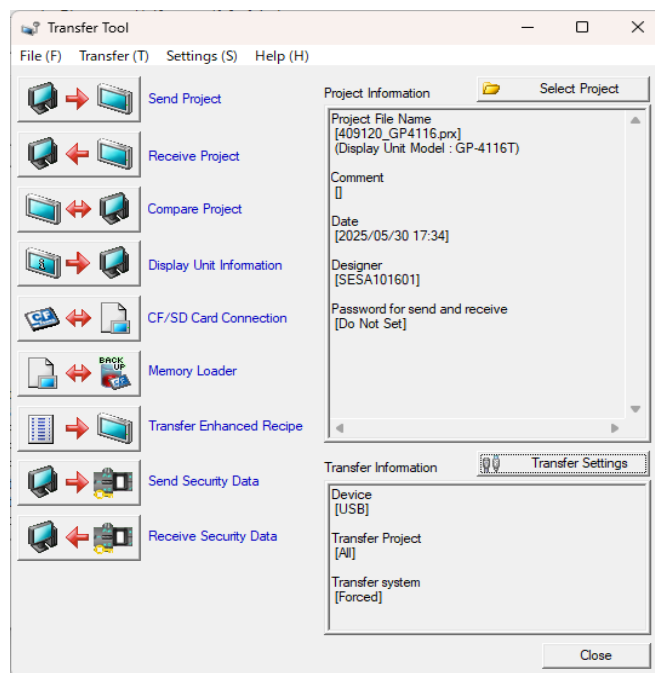 Transfer Tool
File (F) Transfer (T) Settings (S) Help (H)
Send Project
Receive Project
Compare Project
Display Unit Information
CF/SD Card Connection
BACK
UP
Memory Loader
Transfer Enhanced Recipe
Send Security Data
Receive Security Data
Project Information
Select Project
Project File Name
[409120_GP4116.prx]
(Display Unit Model : GP-4116T)
Comment
[]
Date
[2025/05/30 17:34]
Designer
[SESA101601]
Password for send and receive
[Do Not Set]
Transfer Information
Transfer Settings
Device
[USB]
Transfer Project
[All]
Transfer system
[Forced]
Close